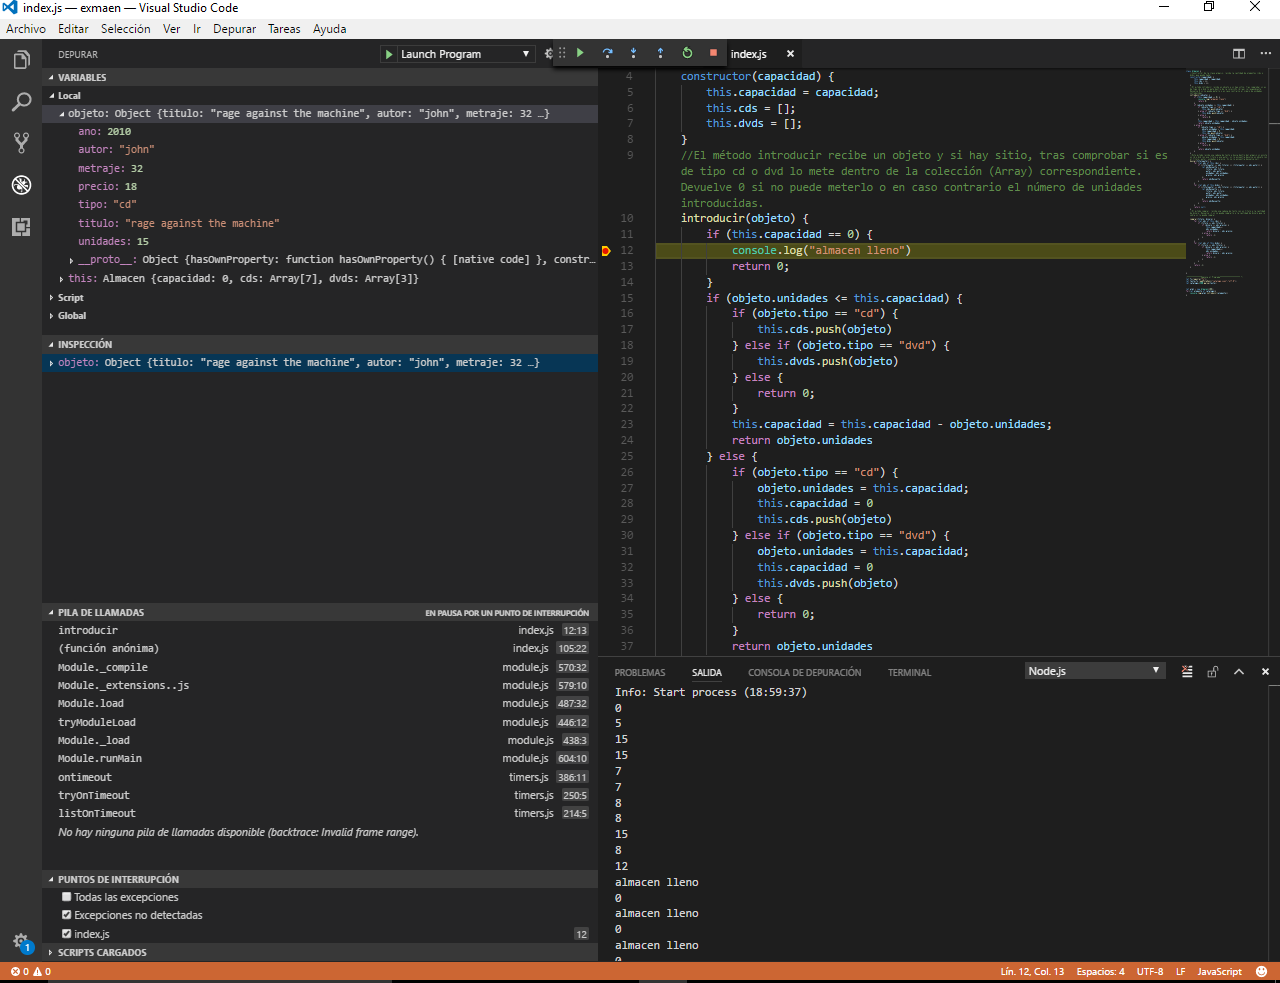 index.js — exmaen — Visual Studio Code
Archivo Editar Selección Ver Ir Depurar Tareas Ayuda
DEPURAR
Launch Program
VARIABLES
Local
objeto: Object {titulo: "rage against the machine", autor: "john", metraje: 32 …}
ano: 2010
autor: "john"
metraje: 32
precio: 18
tipo: "cd"
titulo: "rage against the machine"
unidades: 15
__proto__: Object {hasOwnProperty: function hasOwnProperty() { [native code] }, constr…
this: Almacen {capacidad: 0, cds: Array[7], dvds: Array[3]}
Script
Global
INSPECCIÓN
objeto: Object {titulo: "rage against the machine", autor: "john", metraje: 32 …}
PILA DE LLAMADAS EN PAUSA POR UN PUNTO DE INTERRUPCIÓN
introducir index.js 12:13
(función anónima) index.js 105:22
Module._compile module.js 570:32
Module._extensions..js module.js 579:10
Module.load module.js 487:32
tryModuleLoad module.js 446:12
Module._load module.js 438:3
Module.runMain module.js 604:10
ontimeout timers.js 386:11
tryOnTimeout timers.js 250:5
listOnTimeout timers.js 214:5
No hay ninguna pila de llamadas disponible (backtrace: Invalid frame range).
PUNTOS DE INTERRUPCIÓN
Todas las excepciones
Excepciones no detectadas
index.js 12
SCRIPTS CARGADOS
1
index.js
4 constructor(capacidad) {
5 this.capacidad = capacidad;
6 this.cds = [];
7 this.dvds = [];
8 }
9 //El método introducir recibe un objeto y si hay sitio, tras comprobar si es
de tipo cd o dvd lo mete dentro de la colección (Array) correspondiente.
Devuelve 0 si no puede meterlo o en caso contrario el número de unidades
introducidas.
10 introducir(objeto) {
11 if (this.capacidad == 0) {
12 console.log("almacen lleno")
13 return 0;
14 }
15 if (objeto.unidades <= this.capacidad) {
16 if (objeto.tipo == "cd") {
17 this.cds.push(objeto)
18 } else if (objeto.tipo == "dvd") {
19 this.dvds.push(objeto)
20 } else {
21 return 0;
22 }
23 this.capacidad = this.capacidad - objeto.unidades;
24 return objeto.unidades
25 } else {
26 if (objeto.tipo == "cd") {
27 objeto.unidades = this.capacidad;
28 this.capacidad = 0
29 this.cds.push(objeto)
30 } else if (objeto.tipo == "dvd") {
31 objeto.unidades = this.capacidad;
32 this.capacidad = 0
33 this.dvds.push(objeto)
34 } else {
35 return 0;
36 }
37 return objeto.unidades
PROBLEMAS SALIDA CONSOLA DE DEPURACIÓN TERMINAL Node.js
Info: Start process (18:59:37)
0
5
15
15
7
7
8
8
15
8
12
almacen lleno
0
almacen lleno
0
almacen lleno
0
0 0 Lín. 12, Col. 13 Espacios: 4 UTF-8 LF JavaScript